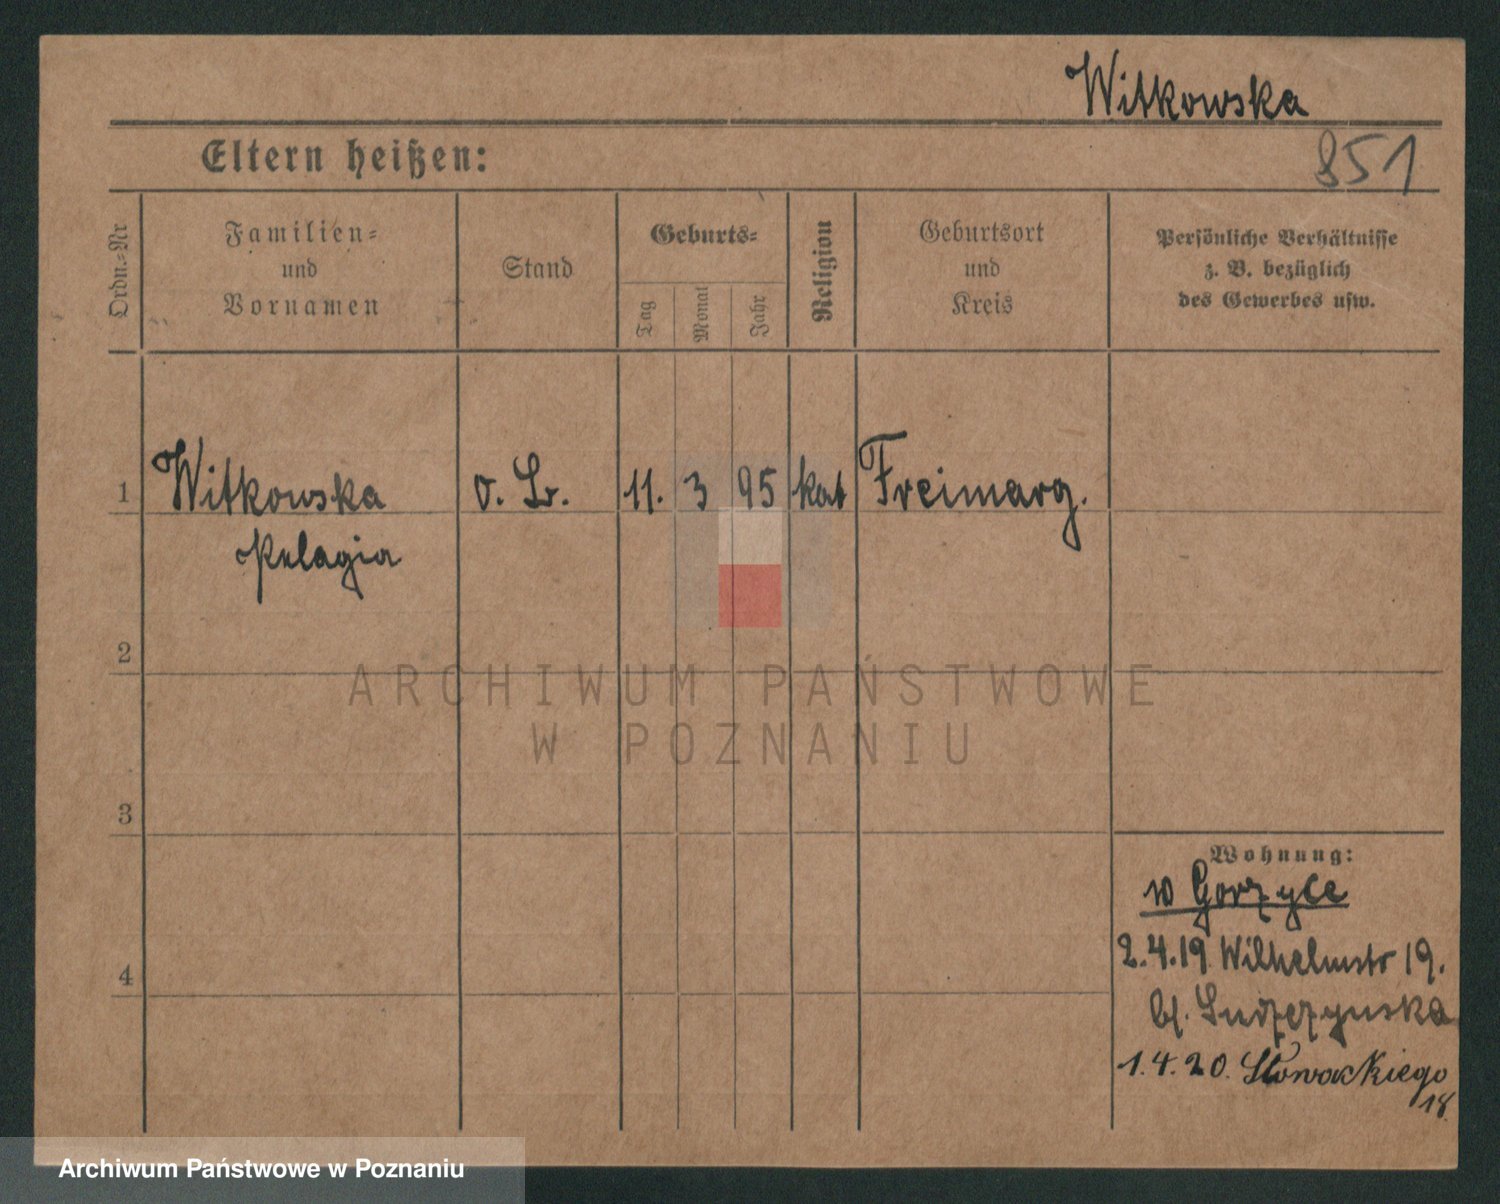 Witkowska
Eltern heißen:
851
Ordn.-Nr
Familien-
und
Vornamen
Stand
Geburts-
Tag
Monat
Jahr
Religion
Geburtsort
und
Kreis
Persönliche Verhältnisse
z. B. bezüglich
des Gewerbes usw.
1 Witkowska 11. 3 95 kat Freimarg.
Pelagia
2
ARCHIWUM PAŃSTWOWE
W POZNANIU
3
Wohnung:
w Gorzyce
2.4.19 Wilhelmstr 19.
4
1.4.20. Słowackiego
18.
Archiwum Państwowe w Poznaniu